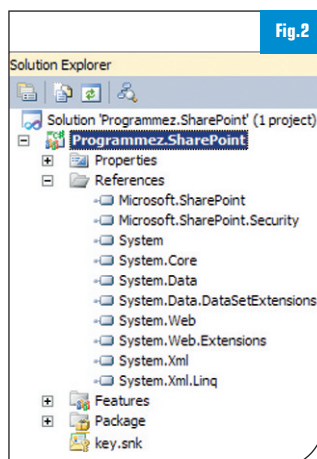 Fig.2
Solution Explorer
Solution 'Programmez.SharePoint' (1 project)
Programmez.SharePoint
Properties
References
Microsoft.SharePoint
Microsoft.SharePoint.Security
System
System.Core
System.Data
System.Data.DataSetExtensions
System.Web
System.Web.Extensions
System.Xml
System.Xml.Linq
Features
Package
key.snk